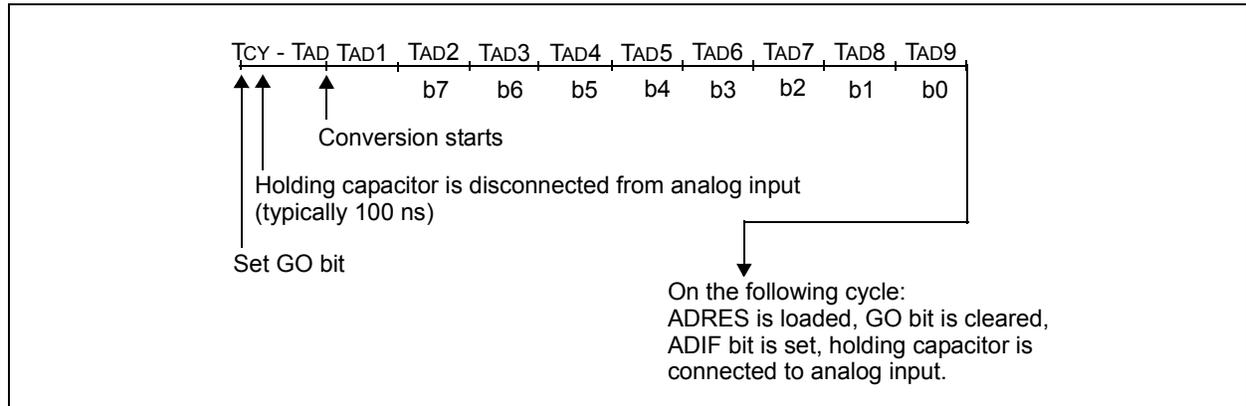 TCY - TAD TAD1 TAD2 TAD3 TAD4 TAD5 TAD6 TAD7 TAD8 TAD9
b7 b6 b5 b4 b3 b2 b1 b0
Conversion starts
Holding capacitor is disconnected from analog input
(typically 100 ns)
Set GO bit
On the following cycle:
ADRES is loaded, GO bit is cleared,
ADIF bit is set, holding capacitor is
connected to analog input.